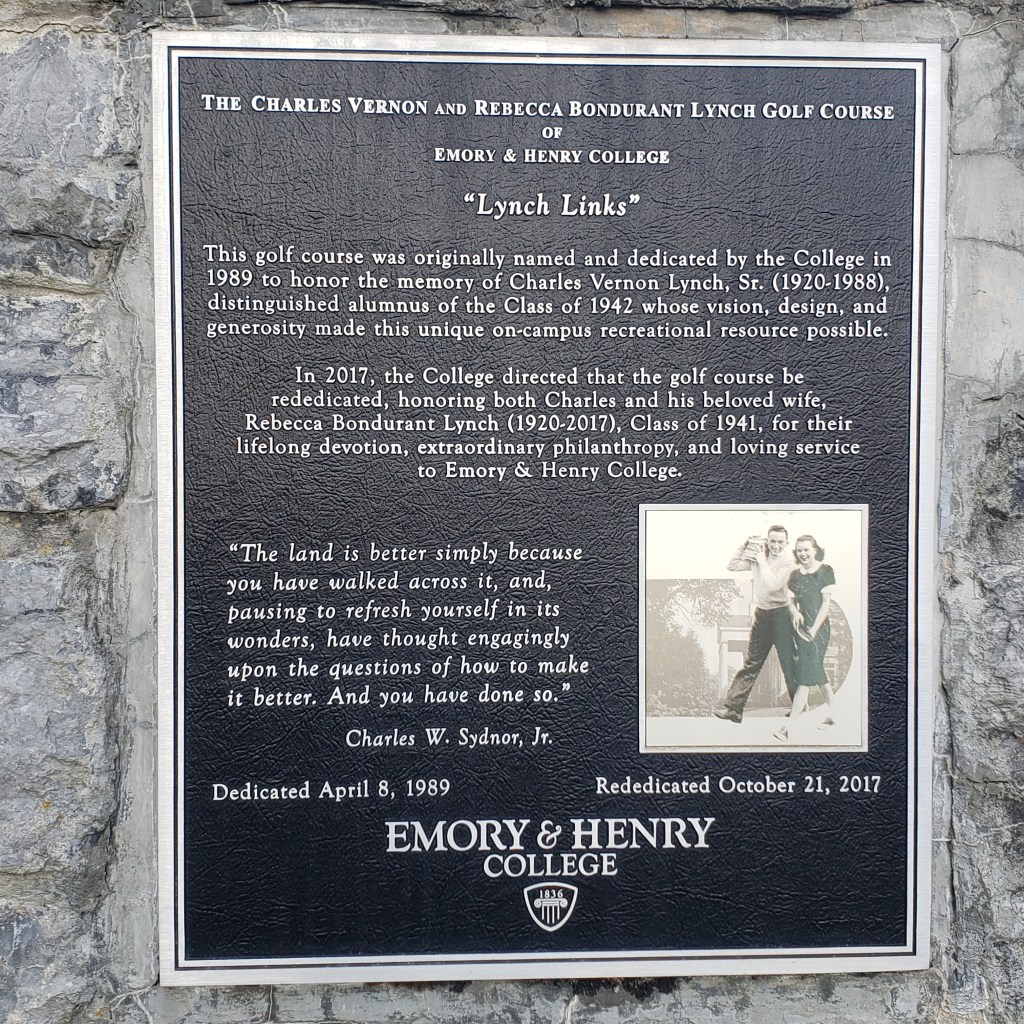 THE CHARLES VERNON AND REBECCA BONDURANT LYNCH GOLF COURSE
OF
EMORY & HENRY COLLEGE
“Lynch Links”
This golf course was originally named and dedicated by the College in
1989 to honor the memory of Charles Vernon Lynch, Sr. (1920-1988),
distinguished alumnus of the Class of 1942 whose vision, design, and
generosity made this unique on-campus recreational resource possible.
In 2017, the College directed that the golf course be
rededicated, honoring both Charles and his beloved wife,
Rebecca Bondurant Lynch (1920-2017), Class of 1941, for their
lifelong devotion, extraordinary philanthropy, and loving service
to Emory & Henry College.
“The land is better simply because
you have walked across it, and,
pausing to refresh yourself in its
wonders, have thought engagingly
upon the questions of how to make
it better. And you have done so.”
Charles W. Sydnor, Jr.
Dedicated April 8, 1989
Rededicated October 21, 2017
EMORY & HENRY
COLLEGE
1836